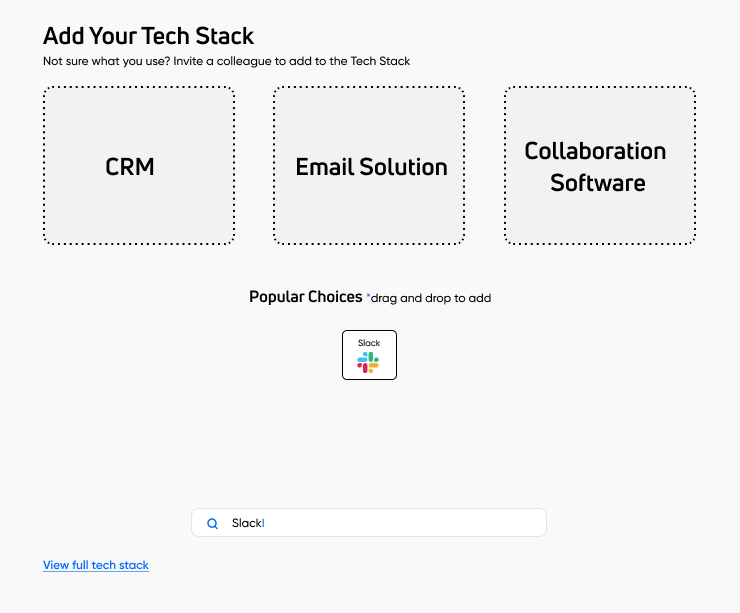 Add Your Tech Stack
Not sure what you use? Invite a colleague to add to the Tech Stack
CRM
Email Solution
Collaboration
Software
Popular Choices *drag and drop to add
Slack
Slack
View full tech stack